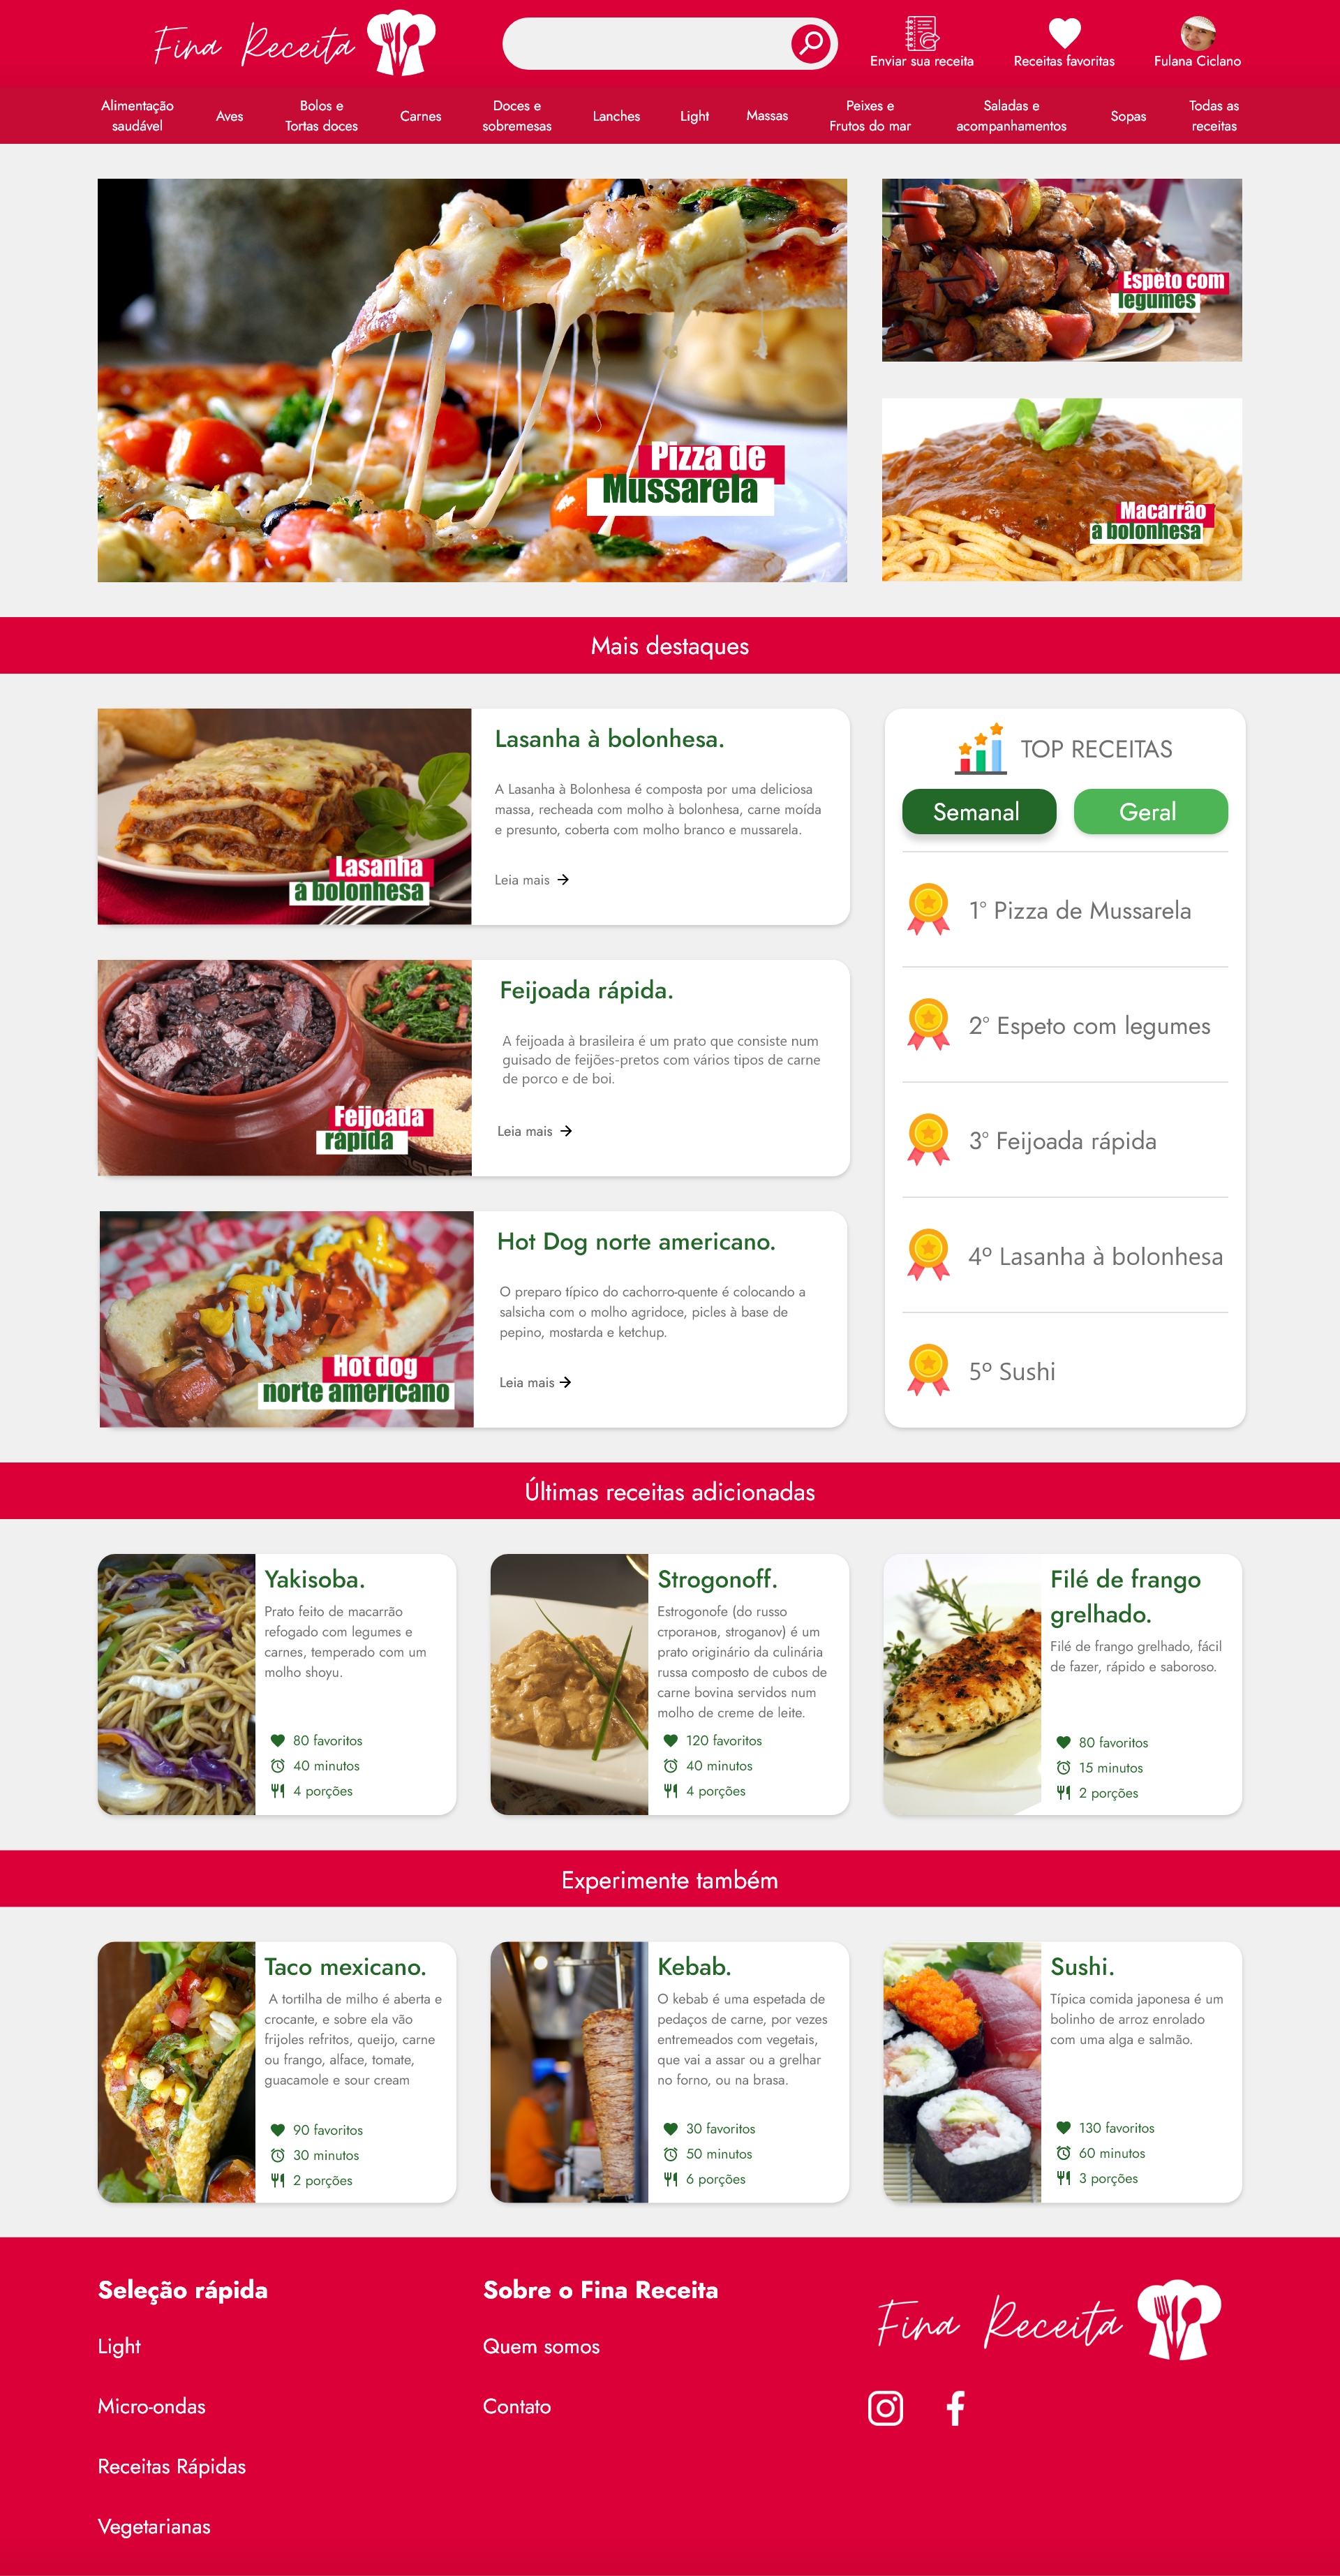 Fina Receita
Enviar sua receita
Receitas favoritas
Fulana Ciclano
Alimentação
saudável
Aves
Bolos e
Tortas doces
Carnes
Doces e
sobremesas
Lanches
Light
Massas
Peixes e
Frutos do mar
Saladas e
acompanhamentos
Sopas
Todas as
receitas
Pizza de
Mussarela
Espeto com
legumes
Macarrão
à bolonhesa
Mais destaques
Lasanha
à bolonhesa
Lasanha à bolonhesa.
A Lasanha à Bolonhesa é composta por uma deliciosa
massa, recheada com molho à bolonhesa, carne moída
e presunto, coberta com molho branco e mussarela.
Leia mais
Feijoada
rápida
Feijoada rápida.
A feijoada à brasileira é um prato que consiste num
guisado de feijões-pretos com vários tipos de carne
de porco e de boi.
Leia mais
Hot dog
norte americano
Hot Dog norte americano.
O preparo típico do cachorro-quente é colocando a
salsicha com o molho agridoce, picles à base de
pepino, mostarda e ketchup.
Leia mais
TOP RECEITAS
Semanal
Geral
1° Pizza de Mussarela
2° Espeto com legumes
3° Feijoada rápida
4º Lasanha à bolonhesa
5º Sushi
Últimas receitas adicionadas
Yakisoba.
Prato feito de macarrão
refogado com legumes e
carnes, temperado com um
molho shoyu.
80 favoritos
40 minutos
4 porções
Strogonoff.
Estrogonofe (do russo
строганов, stroganov) é um
prato originário da culinária
russa composto de cubos de
carne bovina servidos num
molho de creme de leite.
120 favoritos
40 minutos
4 porções
Filé de frango
grelhado.
Filé de frango grelhado, fácil
de fazer, rápido e saboroso.
80 favoritos
15 minutos
2 porções
Experimente também
Taco mexicano.
A tortilha de milho é aberta e
crocante, e sobre ela vão
frijoles refritos, queijo, carne
ou frango, alface, tomate,
guacamole e sour cream
90 favoritos
30 minutos
2 porções
Kebab.
O kebab é uma espetada de
pedaços de carne, por vezes
entremeados com vegetais,
que vai a assar ou a grelhar
no forno, ou na brasa.
30 favoritos
50 minutos
6 porções
Sushi.
Típica comida japonesa é um
bolinho de arroz enrolado
com uma alga e salmão.
130 favoritos
60 minutos
3 porções
Seleção rápida
Light
Micro-ondas
Receitas Rápidas
Vegetarianas
Sobre o Fina Receita
Quem somos
Contato
Fina Receita